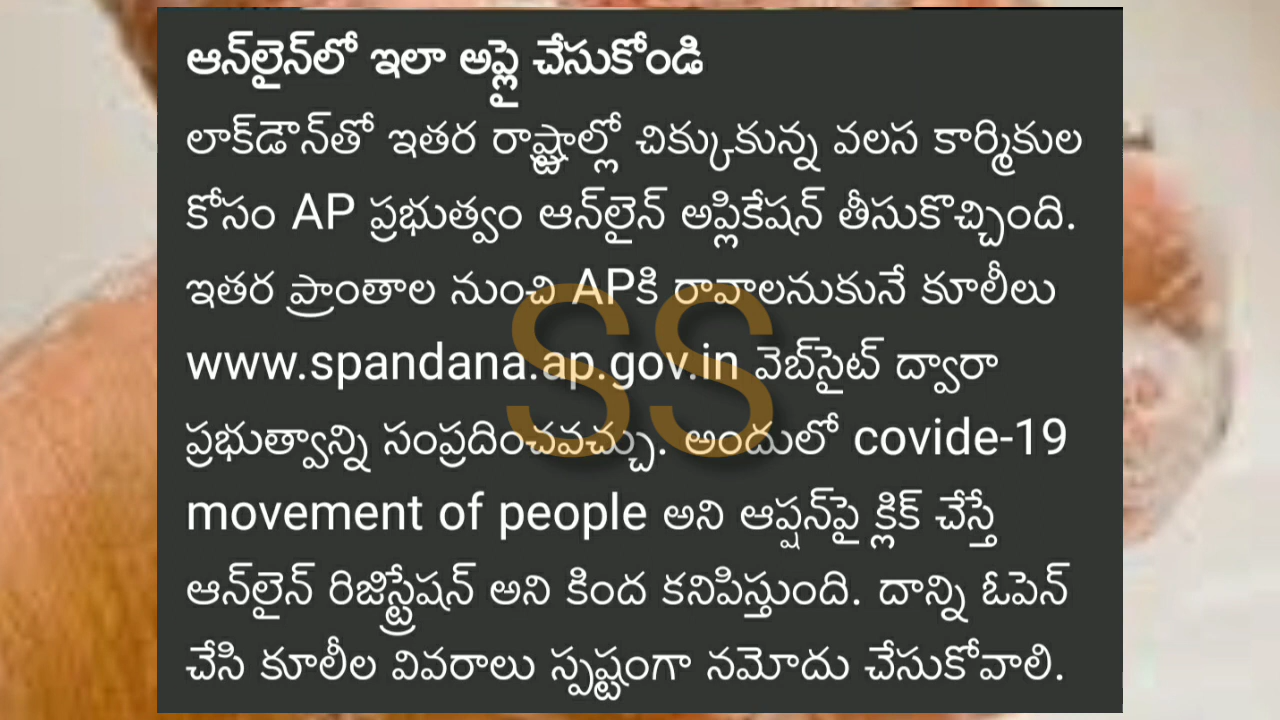 ఆన్‌లైన్‌లో ఇలా అప్లై చేసుకోండి
లాక్‌డౌన్‌తో ఇతర రాష్ట్రాల్లో చిక్కుకున్న వలస కార్మికుల
కోసం AP ప్రభుత్వం ఆన్‌లైన్ అప్లికేషన్ తీసుకొచ్చింది.
ఇతర ప్రాంతాల నుంచి APకి రావాలనుకునే కూలీలు
www.spandana.ap.gov.in వెబ్‌సైట్ ద్వారా
ప్రభుత్వాన్ని సంప్రదించవచ్చు. అందులో covide-19
movement of people అని ఆప్షన్‌పై క్లిక్ చేస్తే
ఆన్‌లైన్ రిజిస్ట్రేషన్ అని కింద కనిపిస్తుంది. దాన్ని ఓపెన్
చేసి కూలీల వివరాలు స్పష్టంగా నమోదు చేసుకోవాలి.
SS